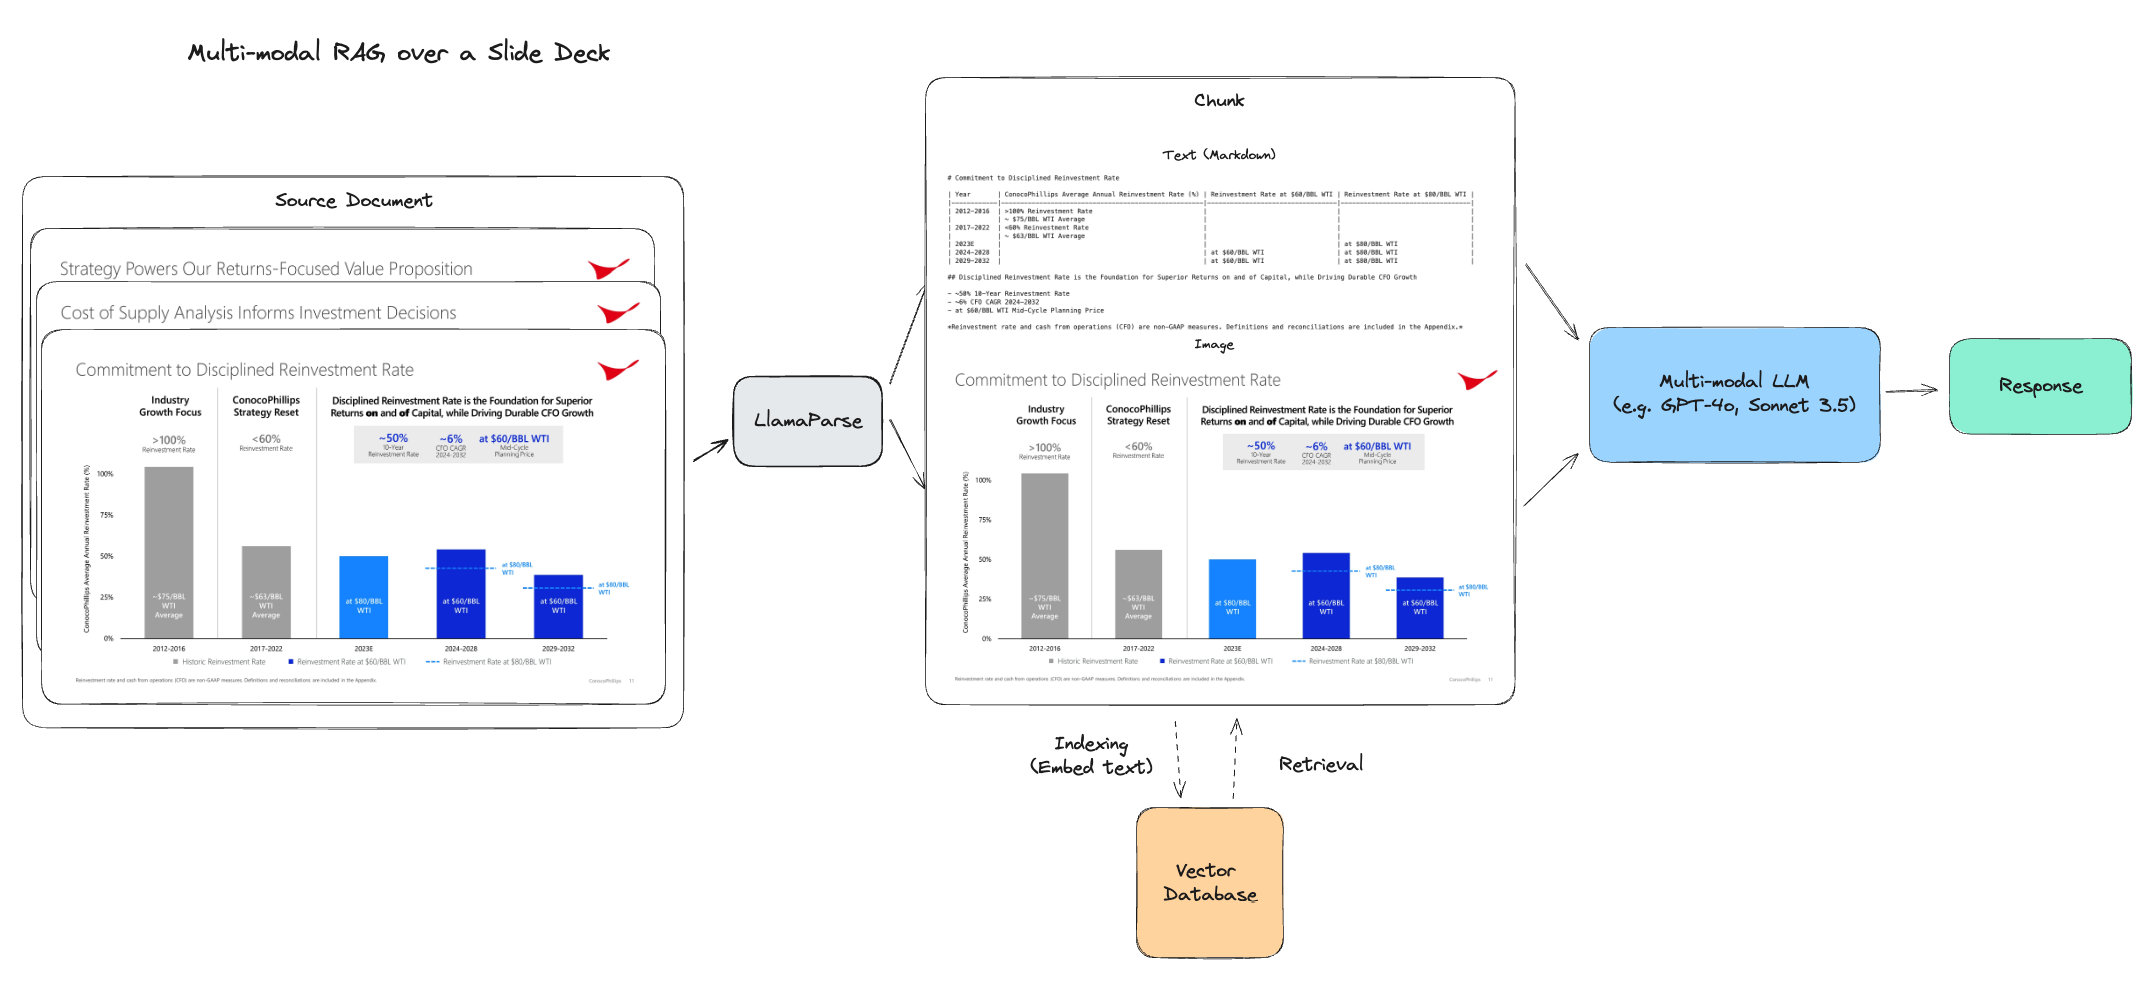 Multi-modal RAG over a Slide Deck
Source Document
Strategy Powers Our Returns-Focused Value Proposition
Cost of Supply Analysis Informs Investment Decisions
Commitment to Disciplined Reinvestment Rate
Industry
Growth Focus
ConocoPhillips
Strategy Reset
Disciplined Reinvestment Rate is the Foundation for Superior
Returns on and of Capital, while Driving Durable CFO Growth
>100%
Reinvestment Rate
<60%
Reinvestment Rate
~50%
10-Year
Reinvestment Rate
~6%
CFO CAGR
2024-2032
at $60/BBL WTI
Mid-Cycle
Planning Price
ConocoPhillips Average Annual Reinvestment Rate (%)
100%
75%
50%
25%
0%
~$75/BBL
WTI
Average
~$63/BBL
WTI
Average
at $80/BBL
WTI
at $60/BBL
WTI
at $80/BBL
WTI
at $60/BBL
WTI
at $80/BBL
WTI
2012-2016 2017-2022 2023E 2024-2028 2029-2032
Historic Reinvestment Rate Reinvestment Rate at $60/BBL WTI Reinvestment Rate at $80/BBL WTI
Reinvestment rate and cash from operations (CFO) are non-GAAP measures. Definitions and reconciliations are included in the Appendix.
ConocoPhillips 11
LlamaParse
Chunk
Text (Markdown)
# Commitment to Disciplined Reinvestment Rate
| Year | ConocoPhillips Average Annual Reinvestment Rate (%) | Reinvestment Rate at $60/BBL WTI | Reinvestment Rate at $80/BBL WTI |
| 2012-2016 | >100% Reinvestment Rate | | |
| | ~ $75/BBL WTI Average | | |
| 2017-2022 | <60% Reinvestment Rate | | |
| | ~ $63/BBL WTI Average | | |
| 2023E | | | at $80/BBL WTI |
| 2024-2028 | | at $60/BBL WTI | at $80/BBL WTI |
| 2029-2032 | | at $60/BBL WTI | at $80/BBL WTI |
## Disciplined Reinvestment Rate is the Foundation for Superior Returns on and of Capital, while Driving Durable CFO Growth
- ~50% 10-Year Reinvestment Rate
- ~6% CFO CAGR 2024-2032
- at $60/BBL WTI Mid-Cycle Planning Price
*Reinvestment rate and cash from operations (CFO) are non-GAAP measures. Definitions and reconciliations are included in the Appendix.*
Image
Commitment to Disciplined Reinvestment Rate
Industry
Growth Focus
ConocoPhillips
Strategy Reset
Disciplined Reinvestment Rate is the Foundation for Superior
Returns on and of Capital, while Driving Durable CFO Growth
>100%
Reinvestment Rate
<60%
Reinvestment Rate
~50%
10-Year
Reinvestment Rate
~6%
CFO CAGR
2024-2032
at $60/BBL WTI
Mid-Cycle
Planning Price
ConocoPhillips Average Annual Reinvestment Rate (%)
100%
75%
50%
25%
0%
~$75/BBL
WTI
Average
~$63/BBL
WTI
Average
at $80/BBL
WTI
at $60/BBL
WTI
at $80/BBL
WTI
at $60/BBL
WTI
at $80/BBL
WTI
2012-2016 2017-2022 2023E 2024-2028 2029-2032
Historic Reinvestment Rate Reinvestment Rate at $60/BBL WTI Reinvestment Rate at $80/BBL WTI
Reinvestment rate and cash from operations (CFO) are non-GAAP measures. Definitions and reconciliations are included in the Appendix.
ConocoPhillips 11
Indexing
(Embed text)
Retrieval
Vector
Database
Multi-modal LLM
(e.g. GPT-4o, Sonnet 3.5)
Response